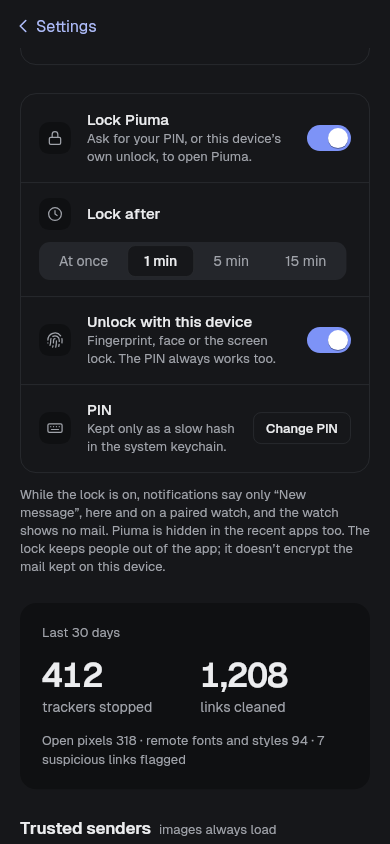 Settings
Lock Piuma
Ask for your PIN, or this device's
own unlock, to open Piuma.
Lock after
At once 1 min 5 min 15 min
Unlock with this device
Fingerprint, face or the screen
lock. The PIN always works too.
PIN
Kept only as a slow hash
in the system keychain.
Change PIN
While the lock is on, notifications say only “New
message”, here and on a paired watch, and the watch
shows no mail. Piuma is hidden in the recent apps too. The
lock keeps people out of the app; it doesn't encrypt the
mail kept on this device.
Last 30 days
412 1,208
trackers stopped links cleaned
Open pixels 318 · remote fonts and styles 94 · 7
suspicious links flagged
Trusted senders images always load